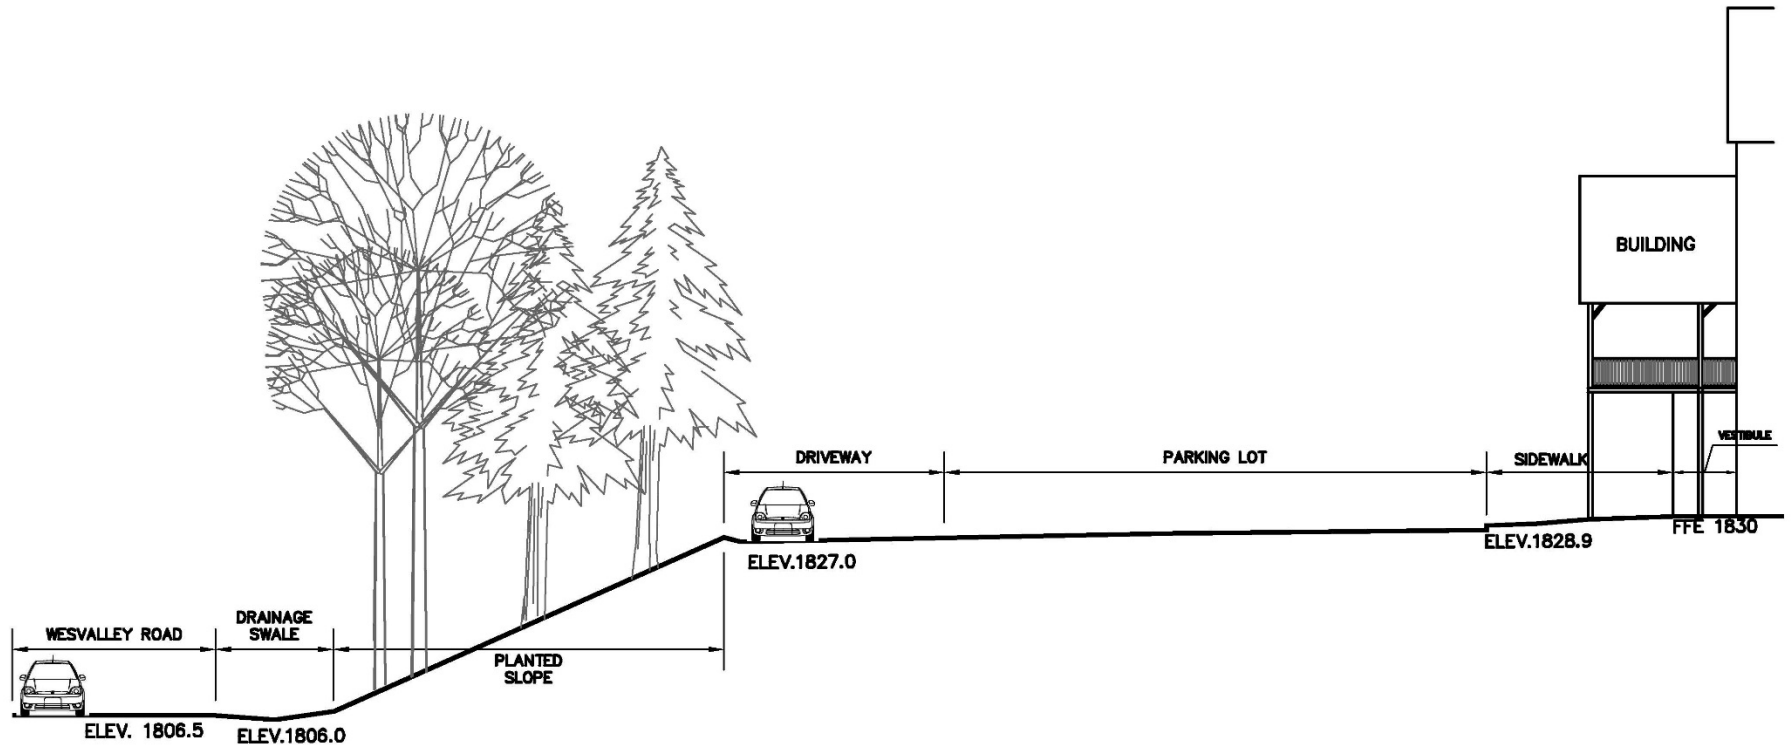 BUILDING
VESTIBULE
DRIVEWAY
PARKING LOT
SIDEWALK
FFE 1830
ELEV.1828.9
ELEV.1827.0
WESVALLEY ROAD
DRAINAGE
SWALE
PLANTED
SLOPE
ELEV. 1806.5
ELEV.1806.0